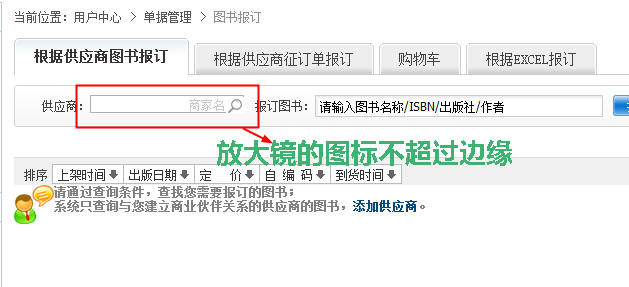 当前位置：用户中心 > 单据管理 > 图书报订
根据供应商图书报订 根据供应商征订单报订 购物车 根据EXCEL报订
供应商： 商家名 报订图书： 请输入图书名称/ISBN/出版社/作者
放大镜的图标不超过边缘
排序 上架时间 出版日期 定 价 自 编 码 到货时间
请通过查询条件，查找您需要报订的图书；
系统只查询与您建立商业伙伴关系的供应商的图书，添加供应商。